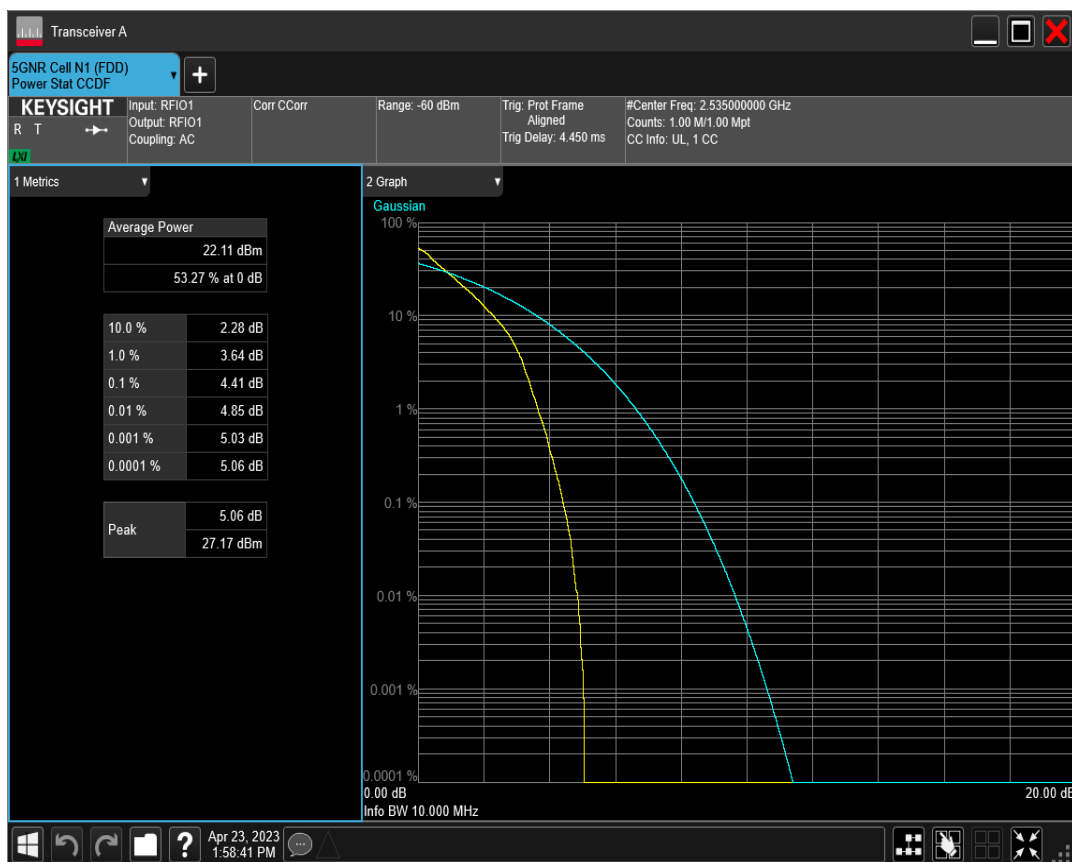 Transceiver A
5GNR Cell N1 (FDD)
Power Stat CCDF
KEYSIGHT
R T
LXI
Input: RFIO1
Output: RFIO1
Coupling: AC
Corr CCorr
Range: -60 dBm
Trig: Prot Frame
Aligned
Trig Delay: 4.450 ms
#Center Freq: 2.535000000 GHz
Counts: 1.00 M/1.00 Mpt
CC Info: UL, 1 CC
1 Metrics
Average Power
22.11 dBm
53.27 % at 0 dB
10.0 % 2.28 dB
1.0 % 3.64 dB
0.1 % 4.41 dB
0.01 % 4.85 dB
0.001 % 5.03 dB
0.0001 % 5.06 dB
Peak
5.06 dB
27.17 dBm
2 Graph
Gaussian
100 %
10 %
1 %
0.1 %
0.01 %
0.001 %
0.0001 %
0.00 dB 20.00 dB
Info BW 10.000 MHz
?
Apr 23, 2023
1:58:41 PM